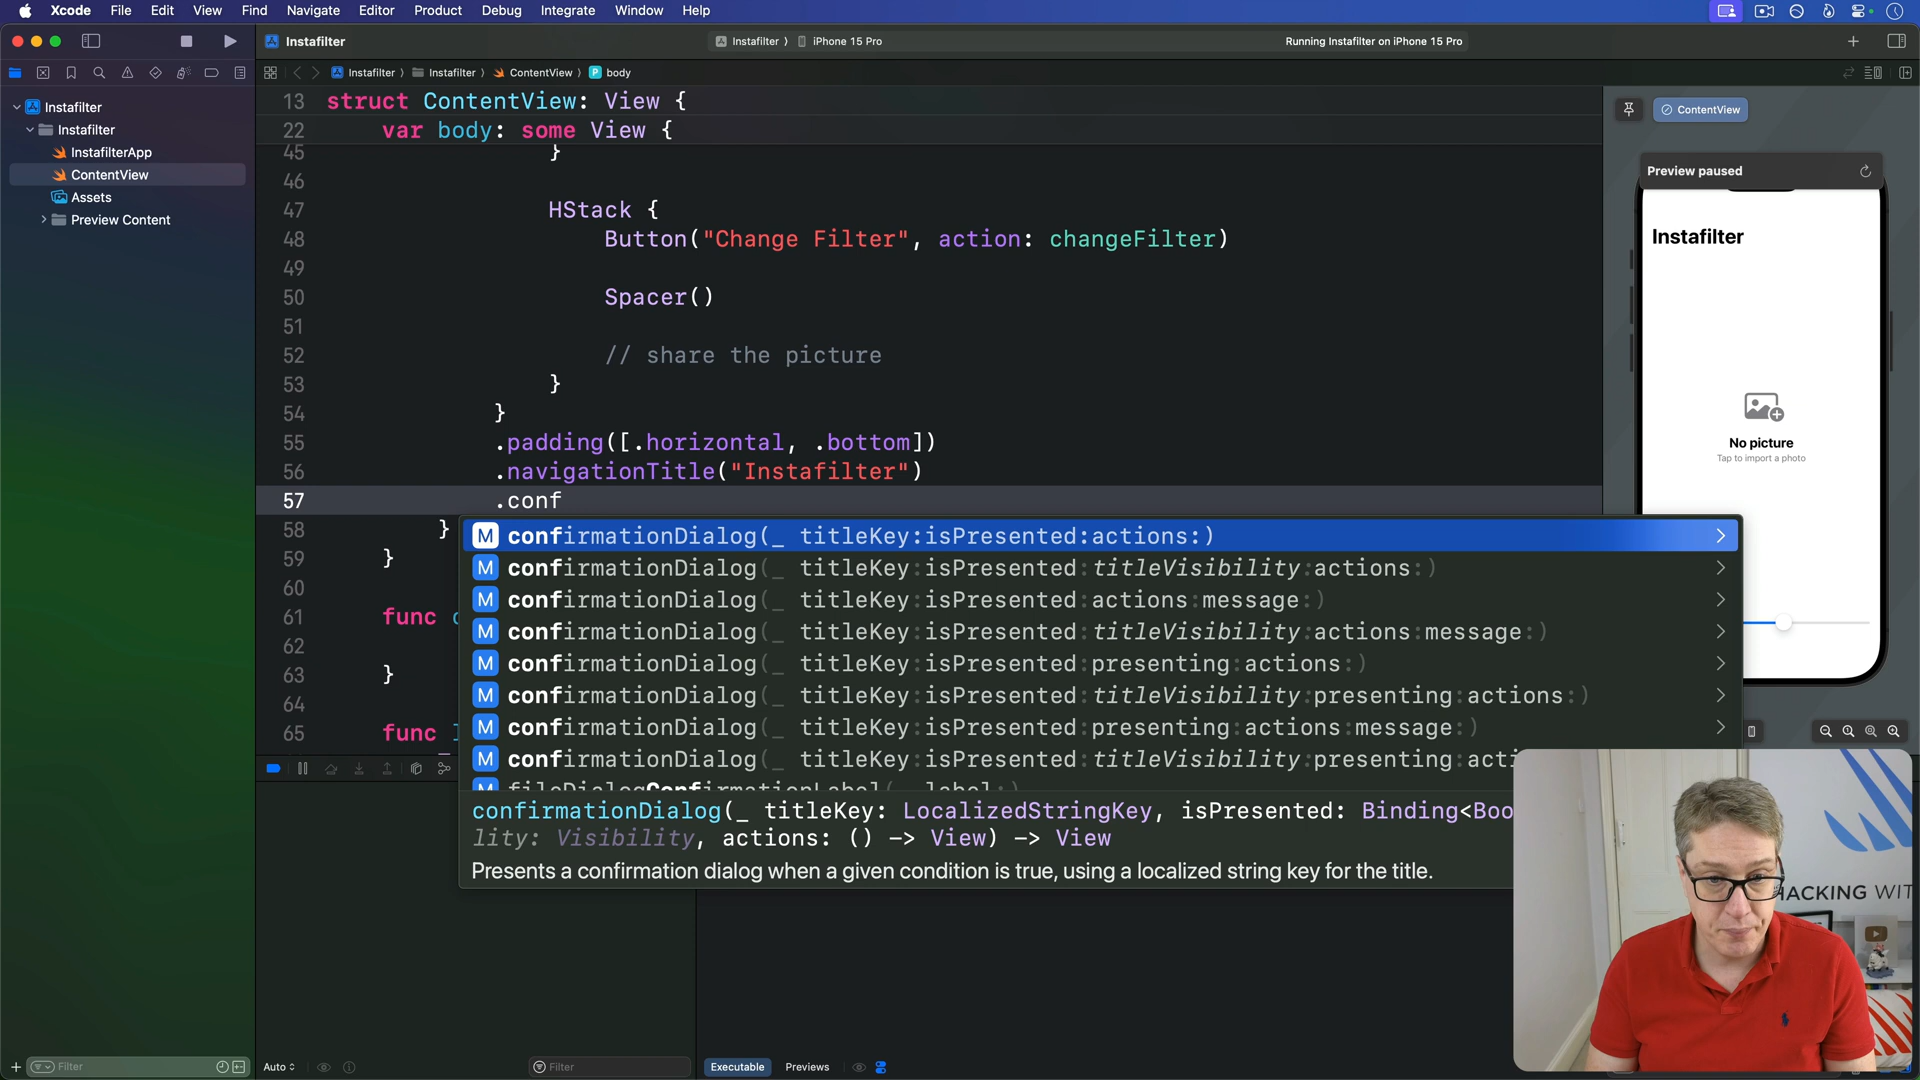 Xcode File Edit View Find Navigate Editor Product Debug Integrate Window Help
Instafilter
Instafilter iPhone 15 Pro
Running Instafilter on iPhone 15 Pro
Instafilter Instafilter ContentView body
Instafilter
Instafilter
InstafilterApp
ContentView
Assets
Preview Content
13 struct ContentView: View {
22 var body: some View {
45 }
46
47 HStack {
48 Button("Change Filter", action: changeFilter)
49
50 Spacer()
51
52 // share the picture
53 }
54 }
55 .padding([.horizontal, .bottom])
56 .navigationTitle("Instafilter")
57 .conf
58 }
59 }
60
61 func
62
63 }
64
65 func
M confirmationDialog(_ titleKey:isPresented:actions:)
M confirmationDialog(_ titleKey:isPresented:titleVisibility:actions:)
M confirmationDialog(_ titleKey:isPresented:actions:message:)
M confirmationDialog(_ titleKey:isPresented:titleVisibility:actions:message:)
M confirmationDialog(_ titleKey:isPresented:presenting:actions:)
M confirmationDialog(_ titleKey:isPresented:titleVisibility:presenting:actions:)
M confirmationDialog(_ titleKey:isPresented:presenting:actions:message:)
M confirmationDialog(_ titleKey:isPresented:titleVisibility:presenting:acti
M fileDialogConfirmationLabel(_ label:)
confirmationDialog(_ titleKey: LocalizedStringKey, isPresented: Binding<Boo
lity: Visibility, actions: () -> View) -> View
Presents a confirmation dialog when a given condition is true, using a localized string key for the title.
ContentView
Preview paused
Instafilter
No picture
Tap to import a photo
HACKING WIT
Filter
Auto
Filter
Executable Previews